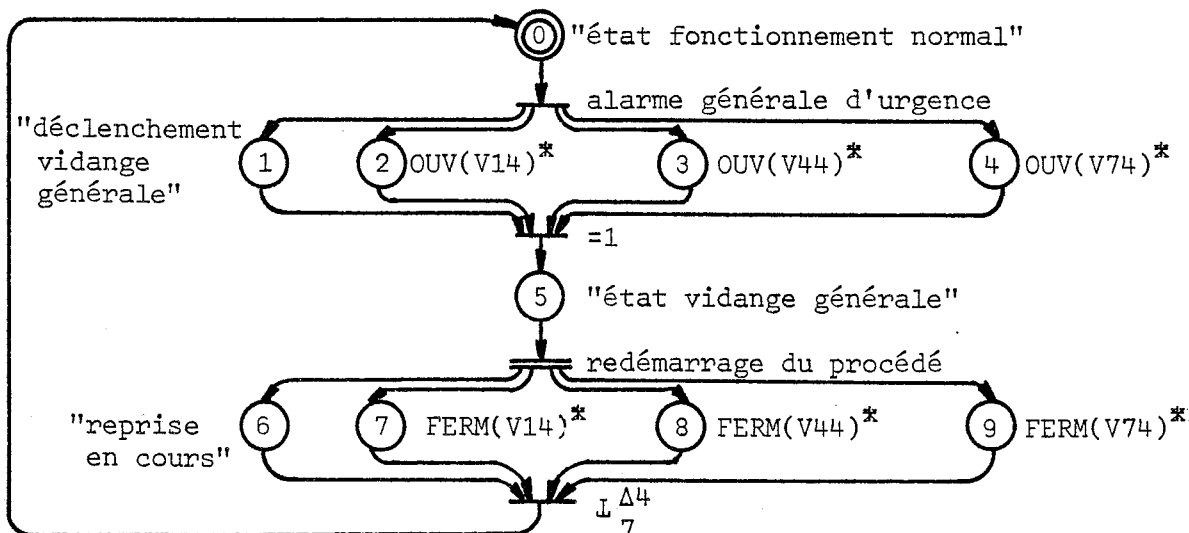 0 "état fonctionnement normal"
alarme générale d'urgence
"déclenchement
vidange
générale"
1
2 OUV(V14)*
3 OUV(V44)*
4 OUV(V74)*
=1
5 "état vidange générale"
redémarrage du procédé
"reprise
en cours"
6
7 FERM(V14)*
8 FERM(V44)*
9 FERM(V74)*
⊥ Δ4
7